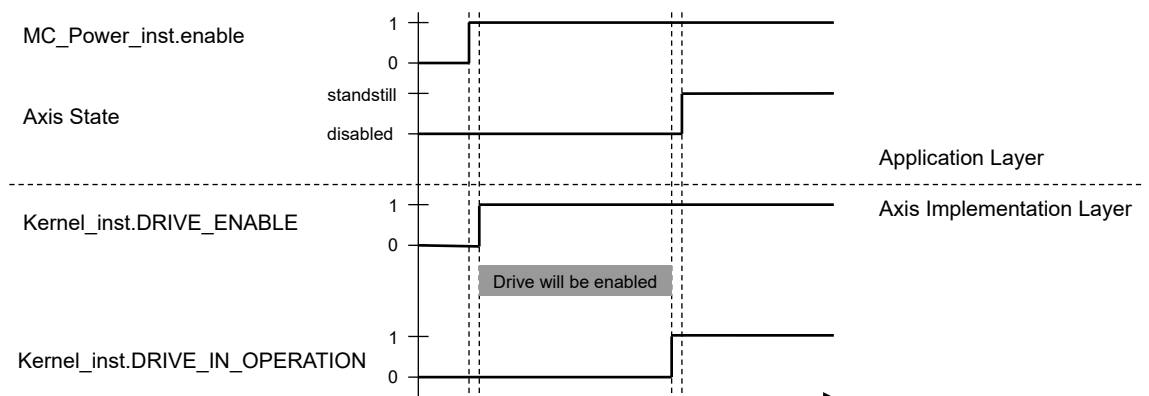 1
MC_Power_inst.enable
0
standstill
Axis State
disabled
Application Layer
1
Axis Implementation Layer
Kernel_inst.DRIVE_ENABLE
0
Drive will be enabled
1
Kernel_inst.DRIVE_IN_OPERATION
0